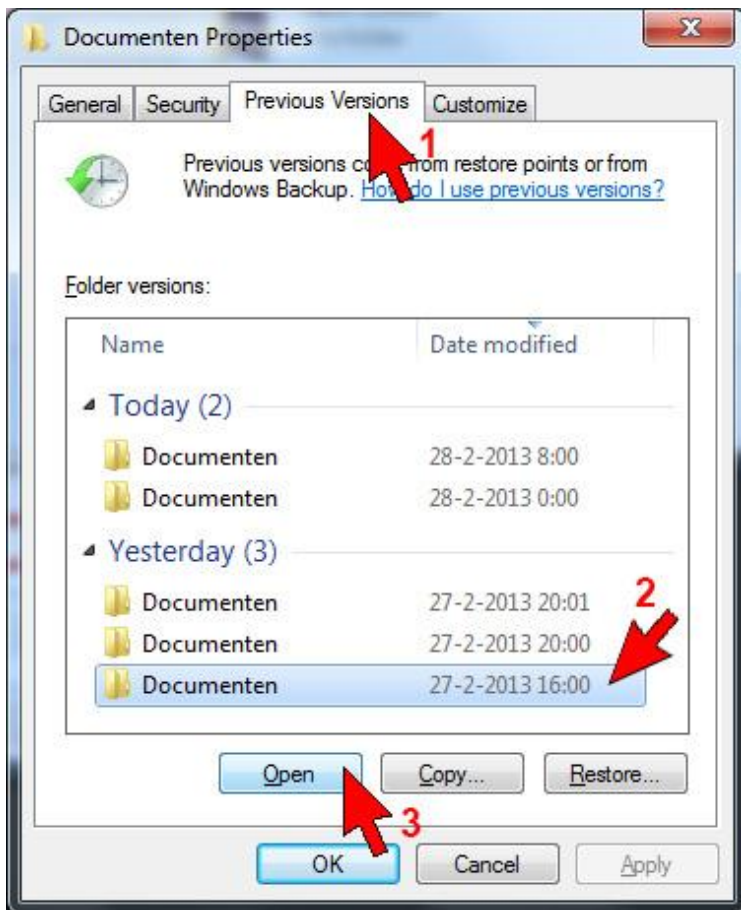 Documenten Properties
X
General Security Previous Versions Customize
1
Previous versions from restore points or from
Windows Backup. How do I use previous versions?
Folder versions:
Name Date modified
Today (2)
Documenten 28-2-2013 8:00
Documenten 28-2-2013 0:00
Yesterday (3)
Documenten 27-2-2013 20:01
2
Documenten 27-2-2013 20:00
Documenten 27-2-2013 16:00
Open Copy... Restore...
3
OK Cancel Apply